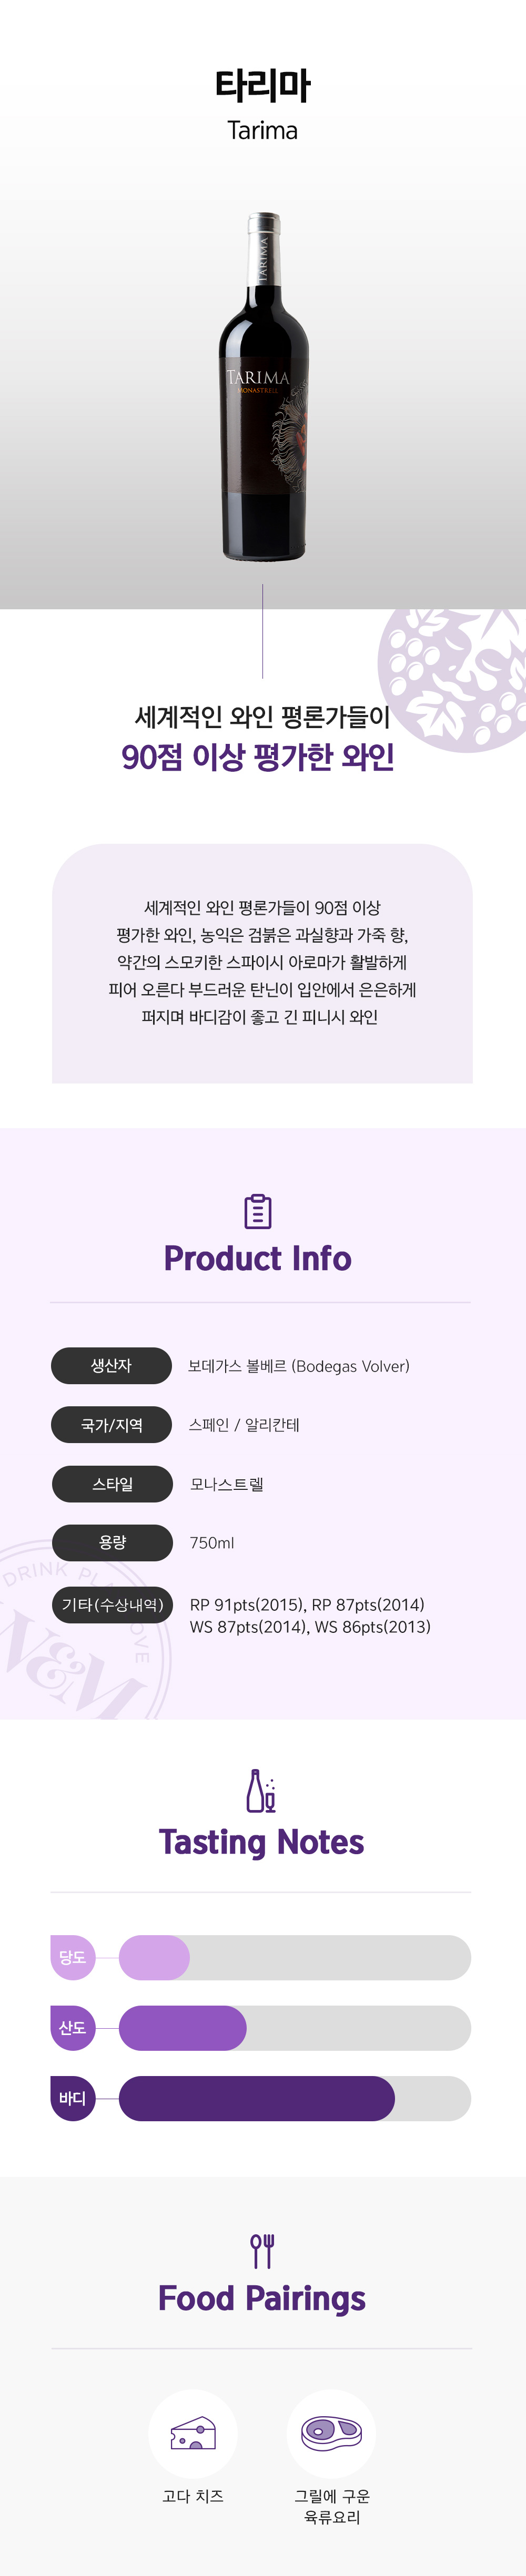 타리마
Tarima
TARIMA
TARIMA
MONASTRELL
세계적인 와인 평론가들이
90점 이상 평가한 와인
세계적인 와인 평론가들이 90점 이상
평가한 와인, 농익은 검붉은 과실향과 가죽 향,
약간의 스모키한 스파이시 아로마가 활발하게
피어 오른다 부드러운 탄닌이 입안에서 은은하게
퍼지며 바디감이 좋고 긴 피니시 와인
Product Info
생산자 보데가스 볼베르 (Bodegas Volver)
국가/지역 스페인 / 알리칸테
스타일 모나스트렐
용량 750ml
기타(수상내역) RP 91pts(2015), RP 87pts(2014)
WS 87pts(2014), WS 86pts(2013)
DRINK
W&M
Tasting Notes
당도
산도
바디
Food Pairings
고다 치즈
그릴에 구운
육류요리